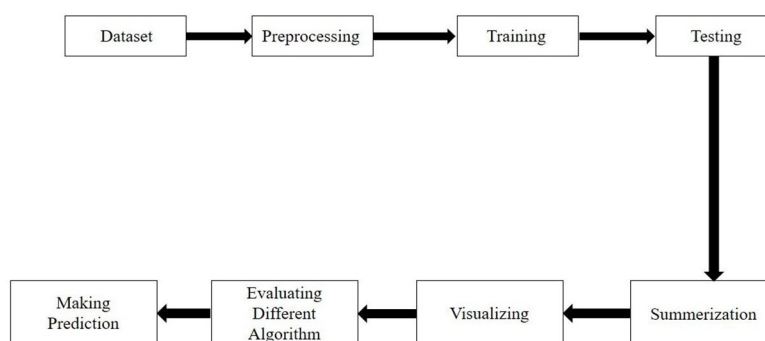 Dataset
Preprocessing
Training
Testing
Making
Prediction
Evaluating
Different
Algorithm
Visualizing
Summerization